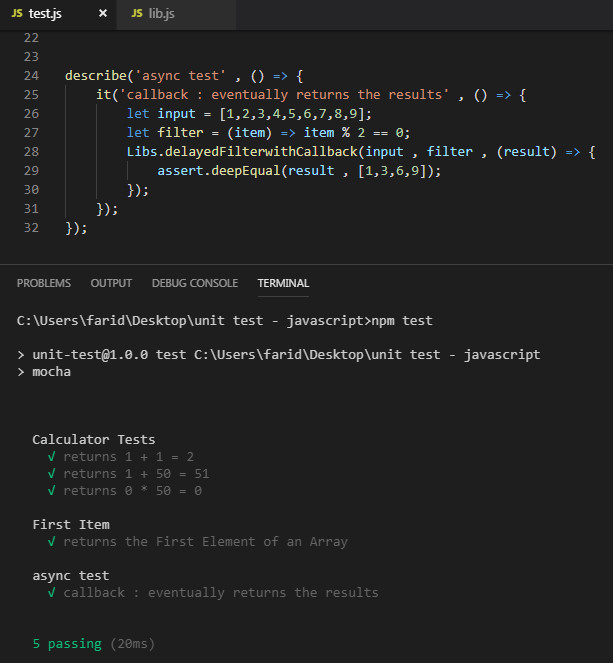 JS test.js × JS lib.js
22
23
24 describe('async test' , () => {
25 it('callback : eventually returns the results' , () => {
26 let input = [1,2,3,4,5,6,7,8,9];
27 let filter = (item) => item % 2 == 0;
28 Libs.delayedFilterwithCallback(input , filter , (result) => {
29 assert.deepEqual(result , [1,3,6,9]);
30 });
31 });
32 });
PROBLEMS OUTPUT DEBUG CONSOLE TERMINAL
C:\Users\farid\Desktop\unit test - javascript>npm test
> unit-test@1.0.0 test C:\Users\farid\Desktop\unit test - javascript
> mocha
Calculator Tests
√ returns 1 + 1 = 2
√ returns 1 + 50 = 51
√ returns 0 * 50 = 0
First Item
√ returns the First Element of an Array
async test
√ callback : eventually returns the results
5 passing (20ms)